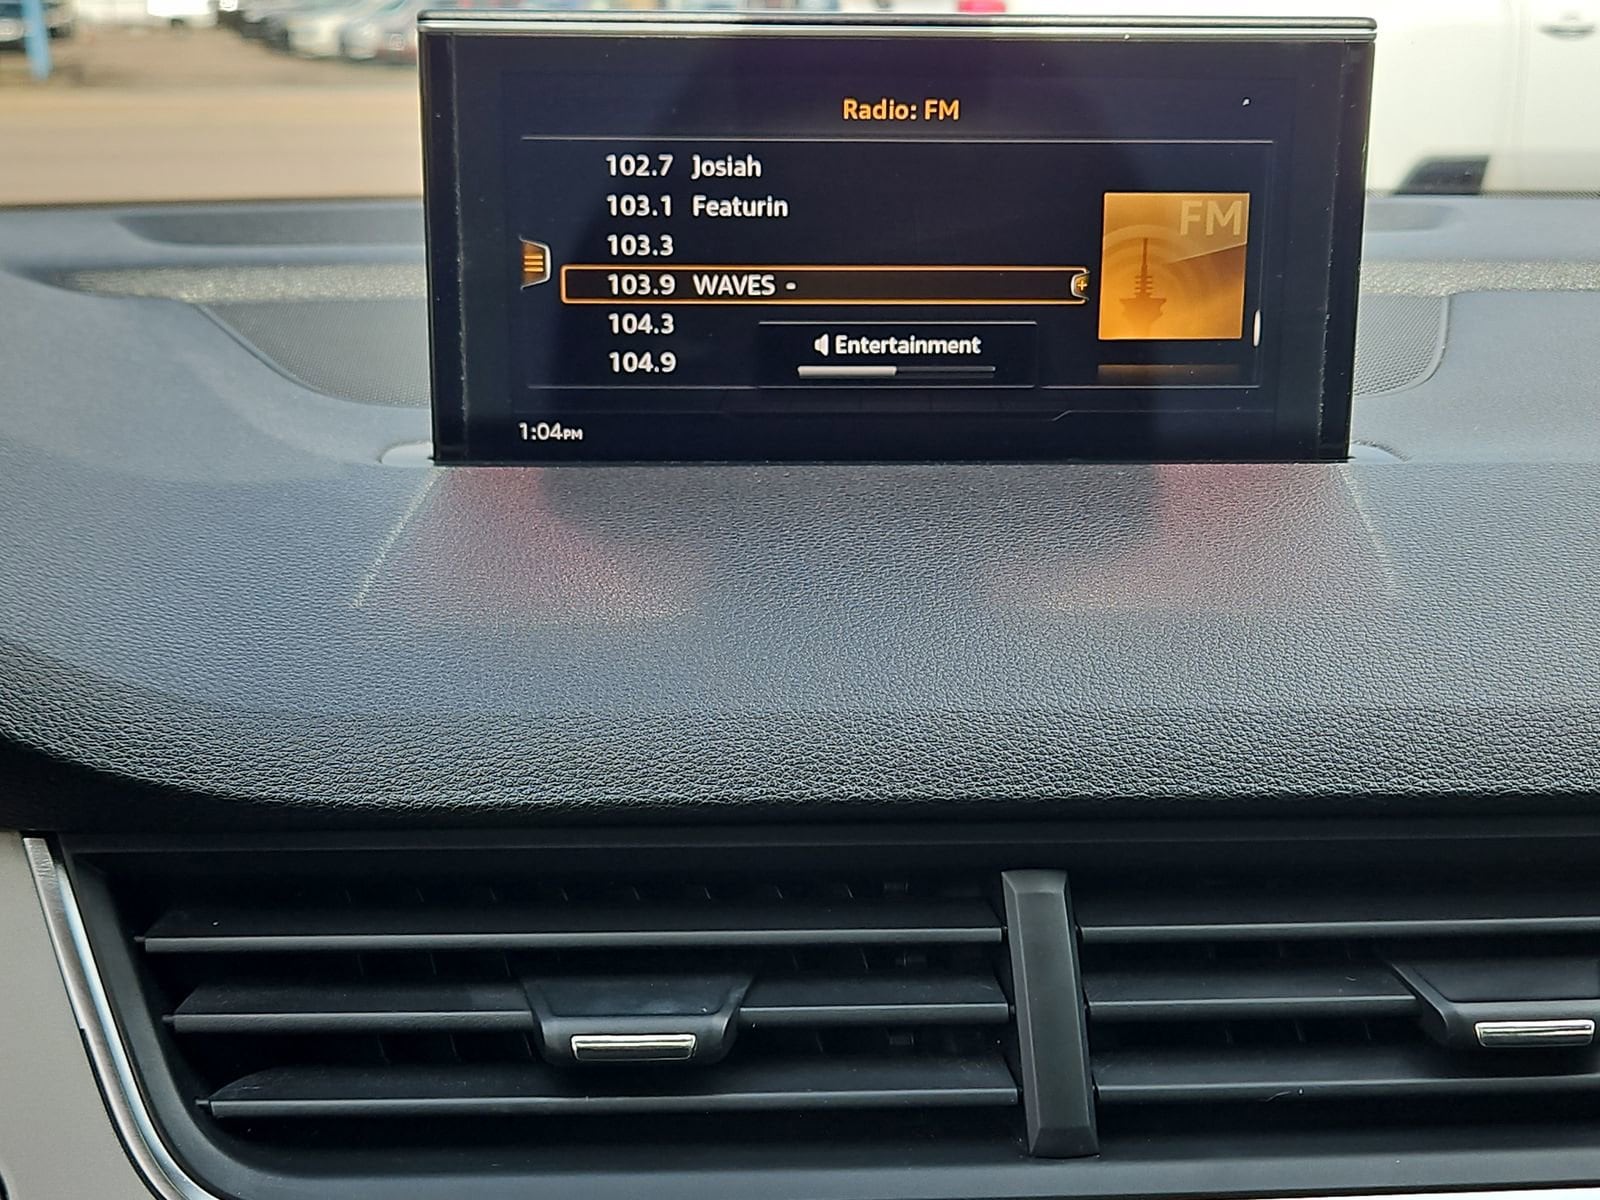 Radio: FM
102.7 Josiah
103.1 Featurin
FM
103.3
103.9 WAVES -
104.3
Entertainment
104.9
1:04PM